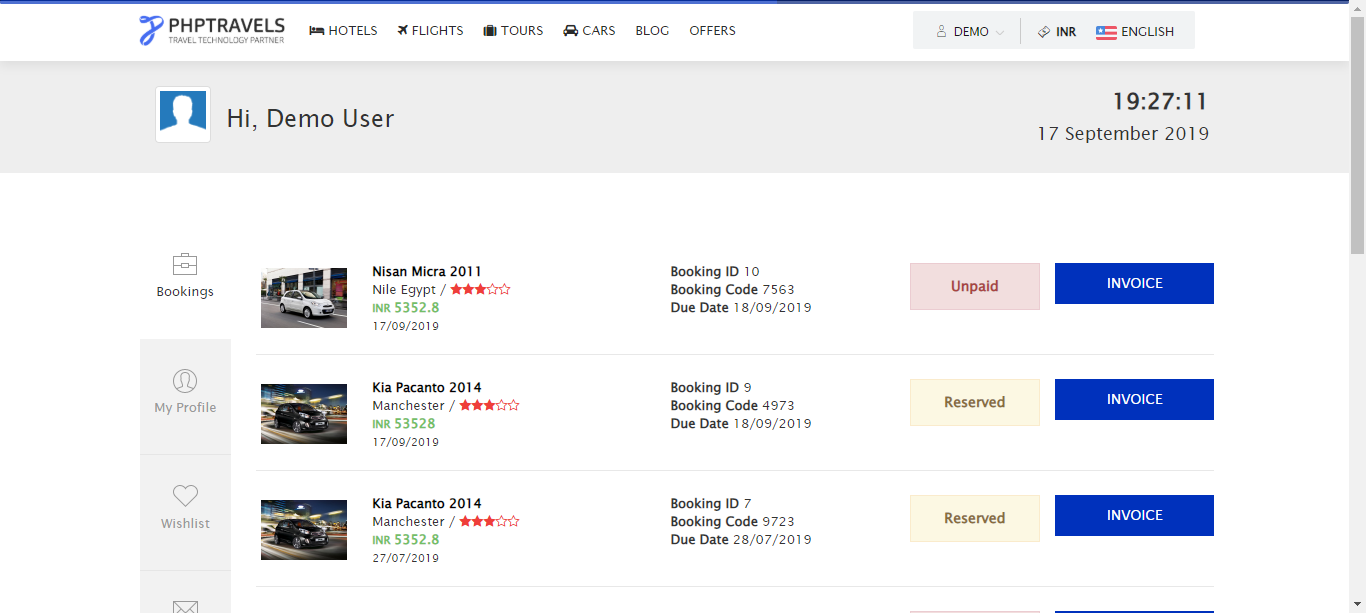 PHPTRAVELS
TRAVEL TECHNOLOGY PARTNER
HOTELS FLIGHTS TOURS CARS BLOG OFFERS
DEMO INR ENGLISH
Hi, Demo User
19:27:11
17 September 2019
Bookings
My Profile
Wishlist
Nisan Micra 2011
Nile Egypt /
INR 5352.8
17/09/2019
Booking ID 10
Booking Code 7563
Due Date 18/09/2019
Unpaid
INVOICE
Kia Pacanto 2014
Manchester /
INR 53528
17/09/2019
Booking ID 9
Booking Code 4973
Due Date 18/09/2019
Reserved
INVOICE
Kia Pacanto 2014
Manchester /
INR 5352.8
27/07/2019
Booking ID 7
Booking Code 9723
Due Date 28/07/2019
Reserved
INVOICE